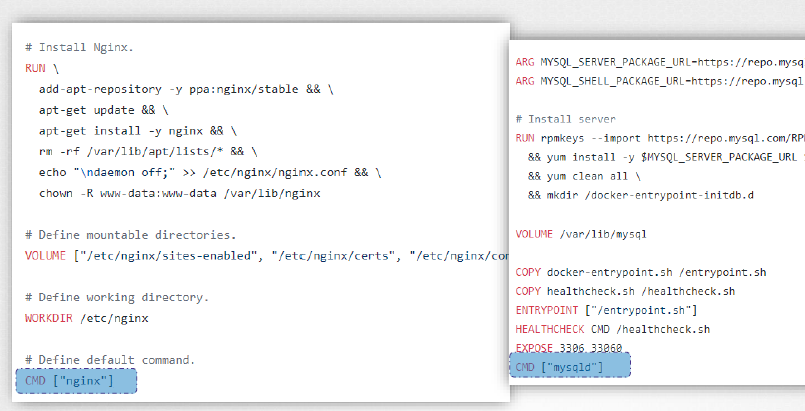 # Install Nginx.
RUN \
add-apt-repository -y ppa:nginx/stable && \
apt-get update && \
apt-get install -y nginx && \
rm -rf /var/lib/apt/lists/* && \
echo "\ndaemon off;" >> /etc/nginx/nginx.conf && \
chown -R www-data:www-data /var/lib/nginx
# Define mountable directories.
VOLUME ["/etc/nginx/sites-enabled", "/etc/nginx/certs", "/etc/nginx/con
# Define working directory.
WORKDIR /etc/nginx
# Define default command.
CMD ["nginx"]
ARG MYSQL_SERVER_PACKAGE_URL=https://repo.mysq
ARG MYSQL_SHELL_PACKAGE_URL=https://repo.mysql
# Install server
RUN rpmkeys --import https://repo.mysql.com/RP
&& yum install -y $MYSQL_SERVER_PACKAGE_URL
&& yum clean all \
&& mkdir /docker-entrypoint-initdb.d
VOLUME /var/lib/mysql
COPY docker-entrypoint.sh /entrypoint.sh
COPY healthcheck.sh /healthcheck.sh
ENTRYPOINT ["/entrypoint.sh"]
HEALTHCHECK CMD /healthcheck.sh
EXPOSE 3306 33060
CMD ["mysqld"]